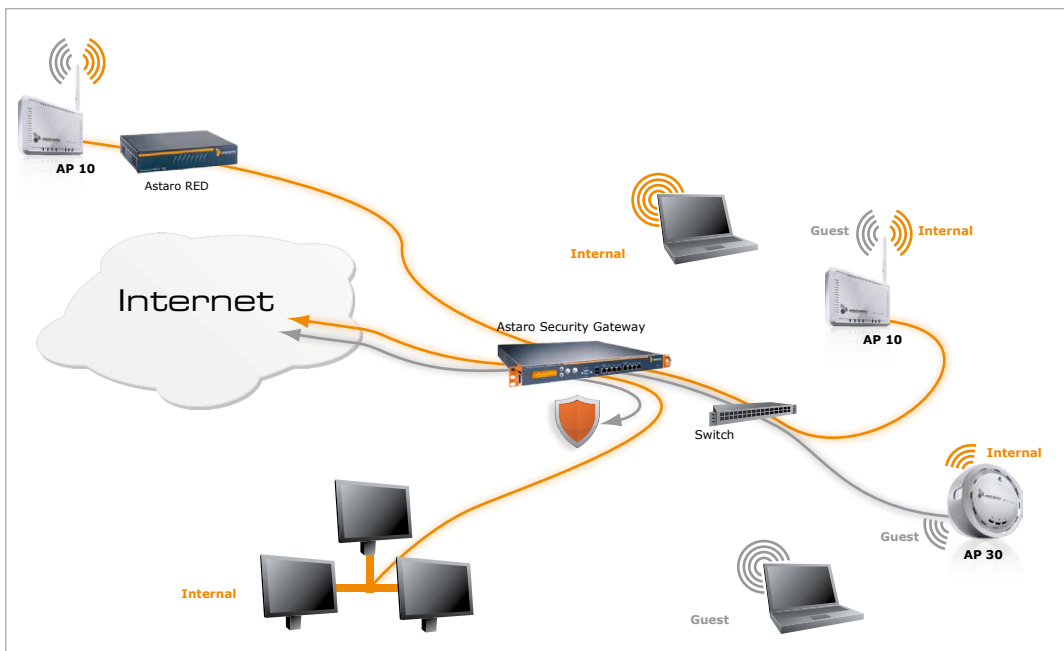 AP 10
Astaro RED
Internal
Guest
Internal
Internet
AP 10
Astaro Security Gateway
Switch
Internal
Guest
AP 30
Internal
Guest